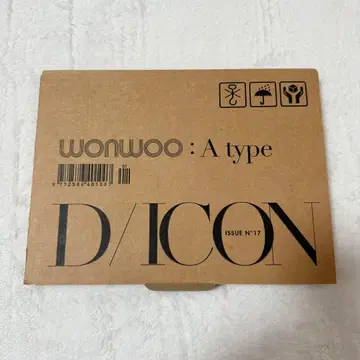 wonwoo : A type
D/ICON
ISSUE N°17